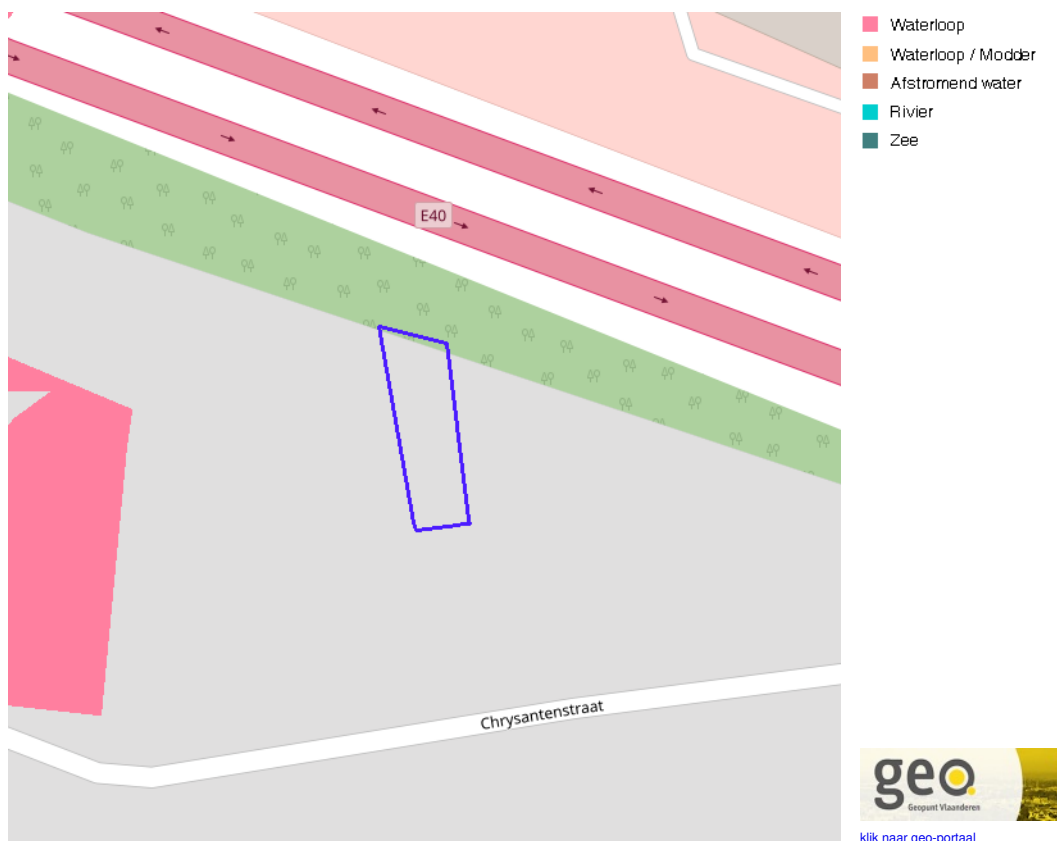 Waterloop
Waterloop / Modder
Afstromend water
Rivier
Zee
E40
Chrysantenstraat
geo
Geopunt Vlaanderen
klik naar geo-portaal